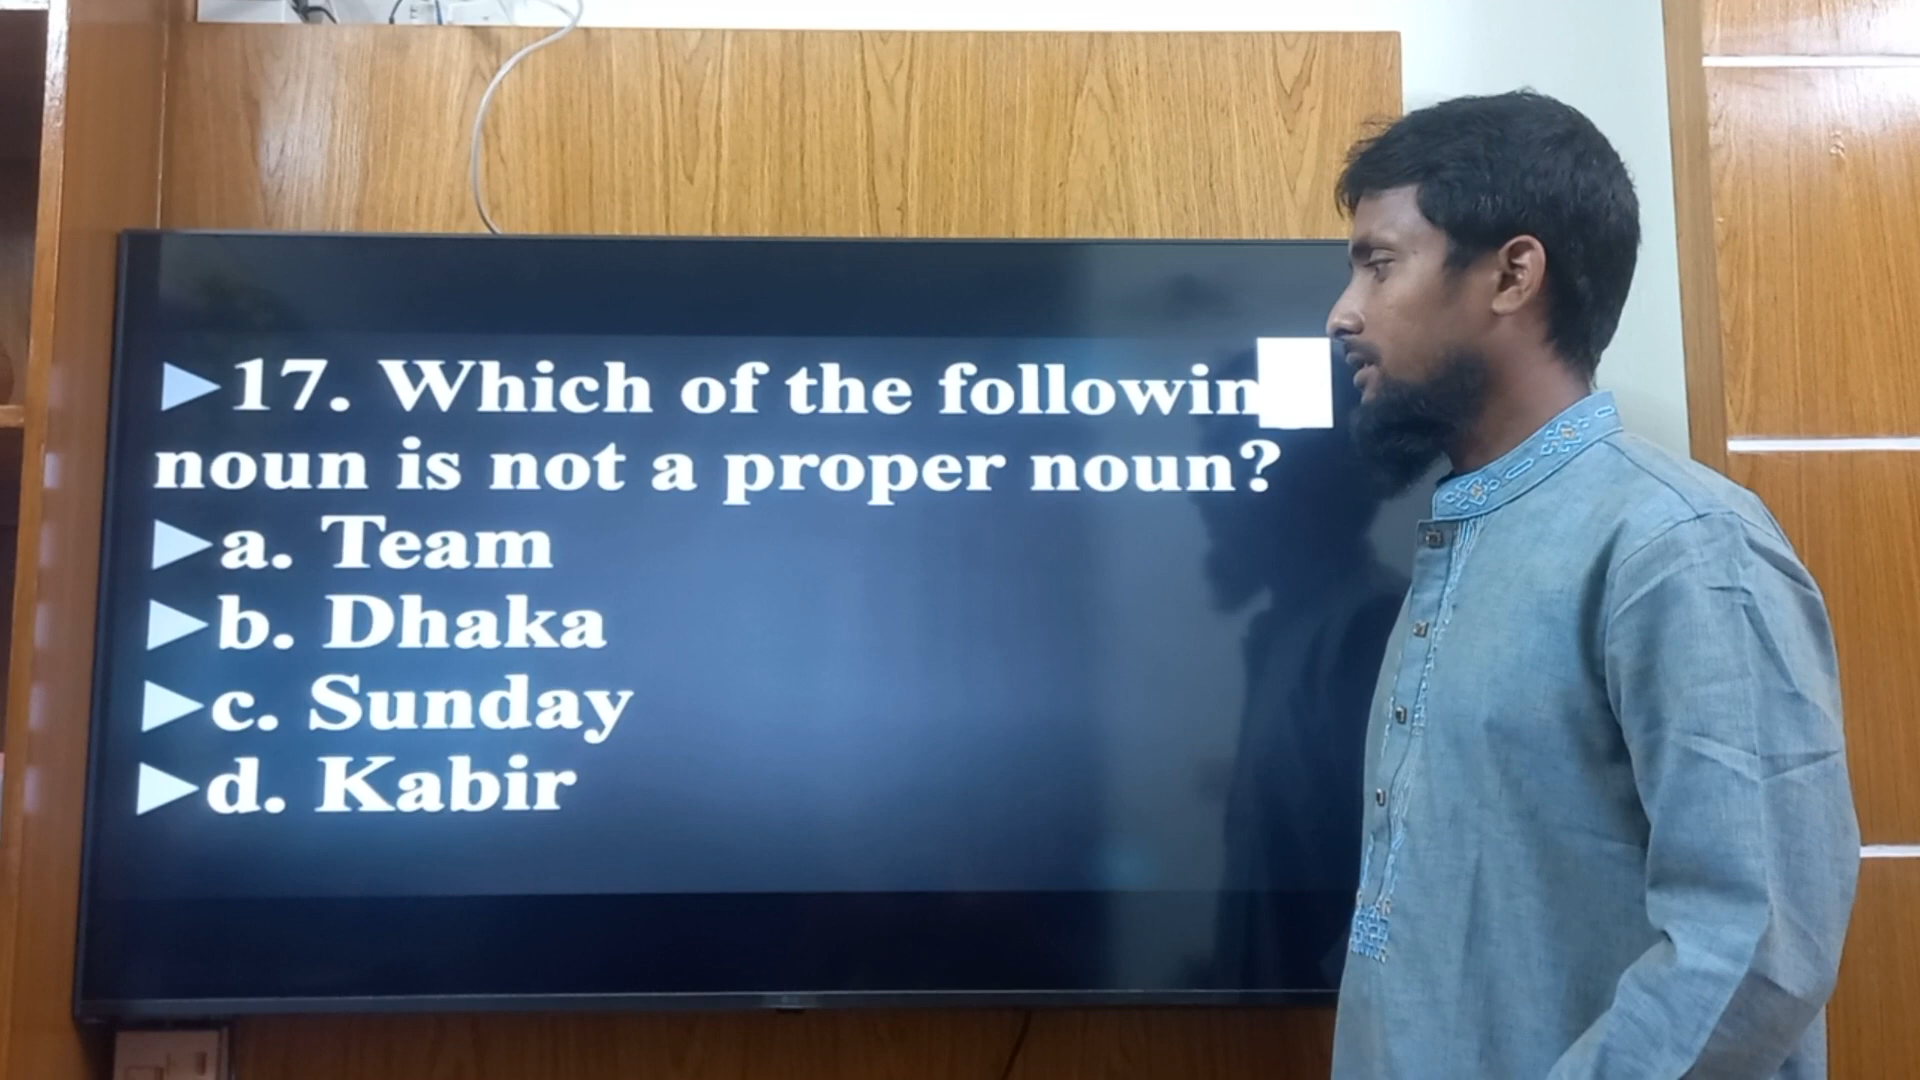 17. Which of the followin
noun is not a proper noun?
a. Team
b. Dhaka
c. Sunday
d. Kabir